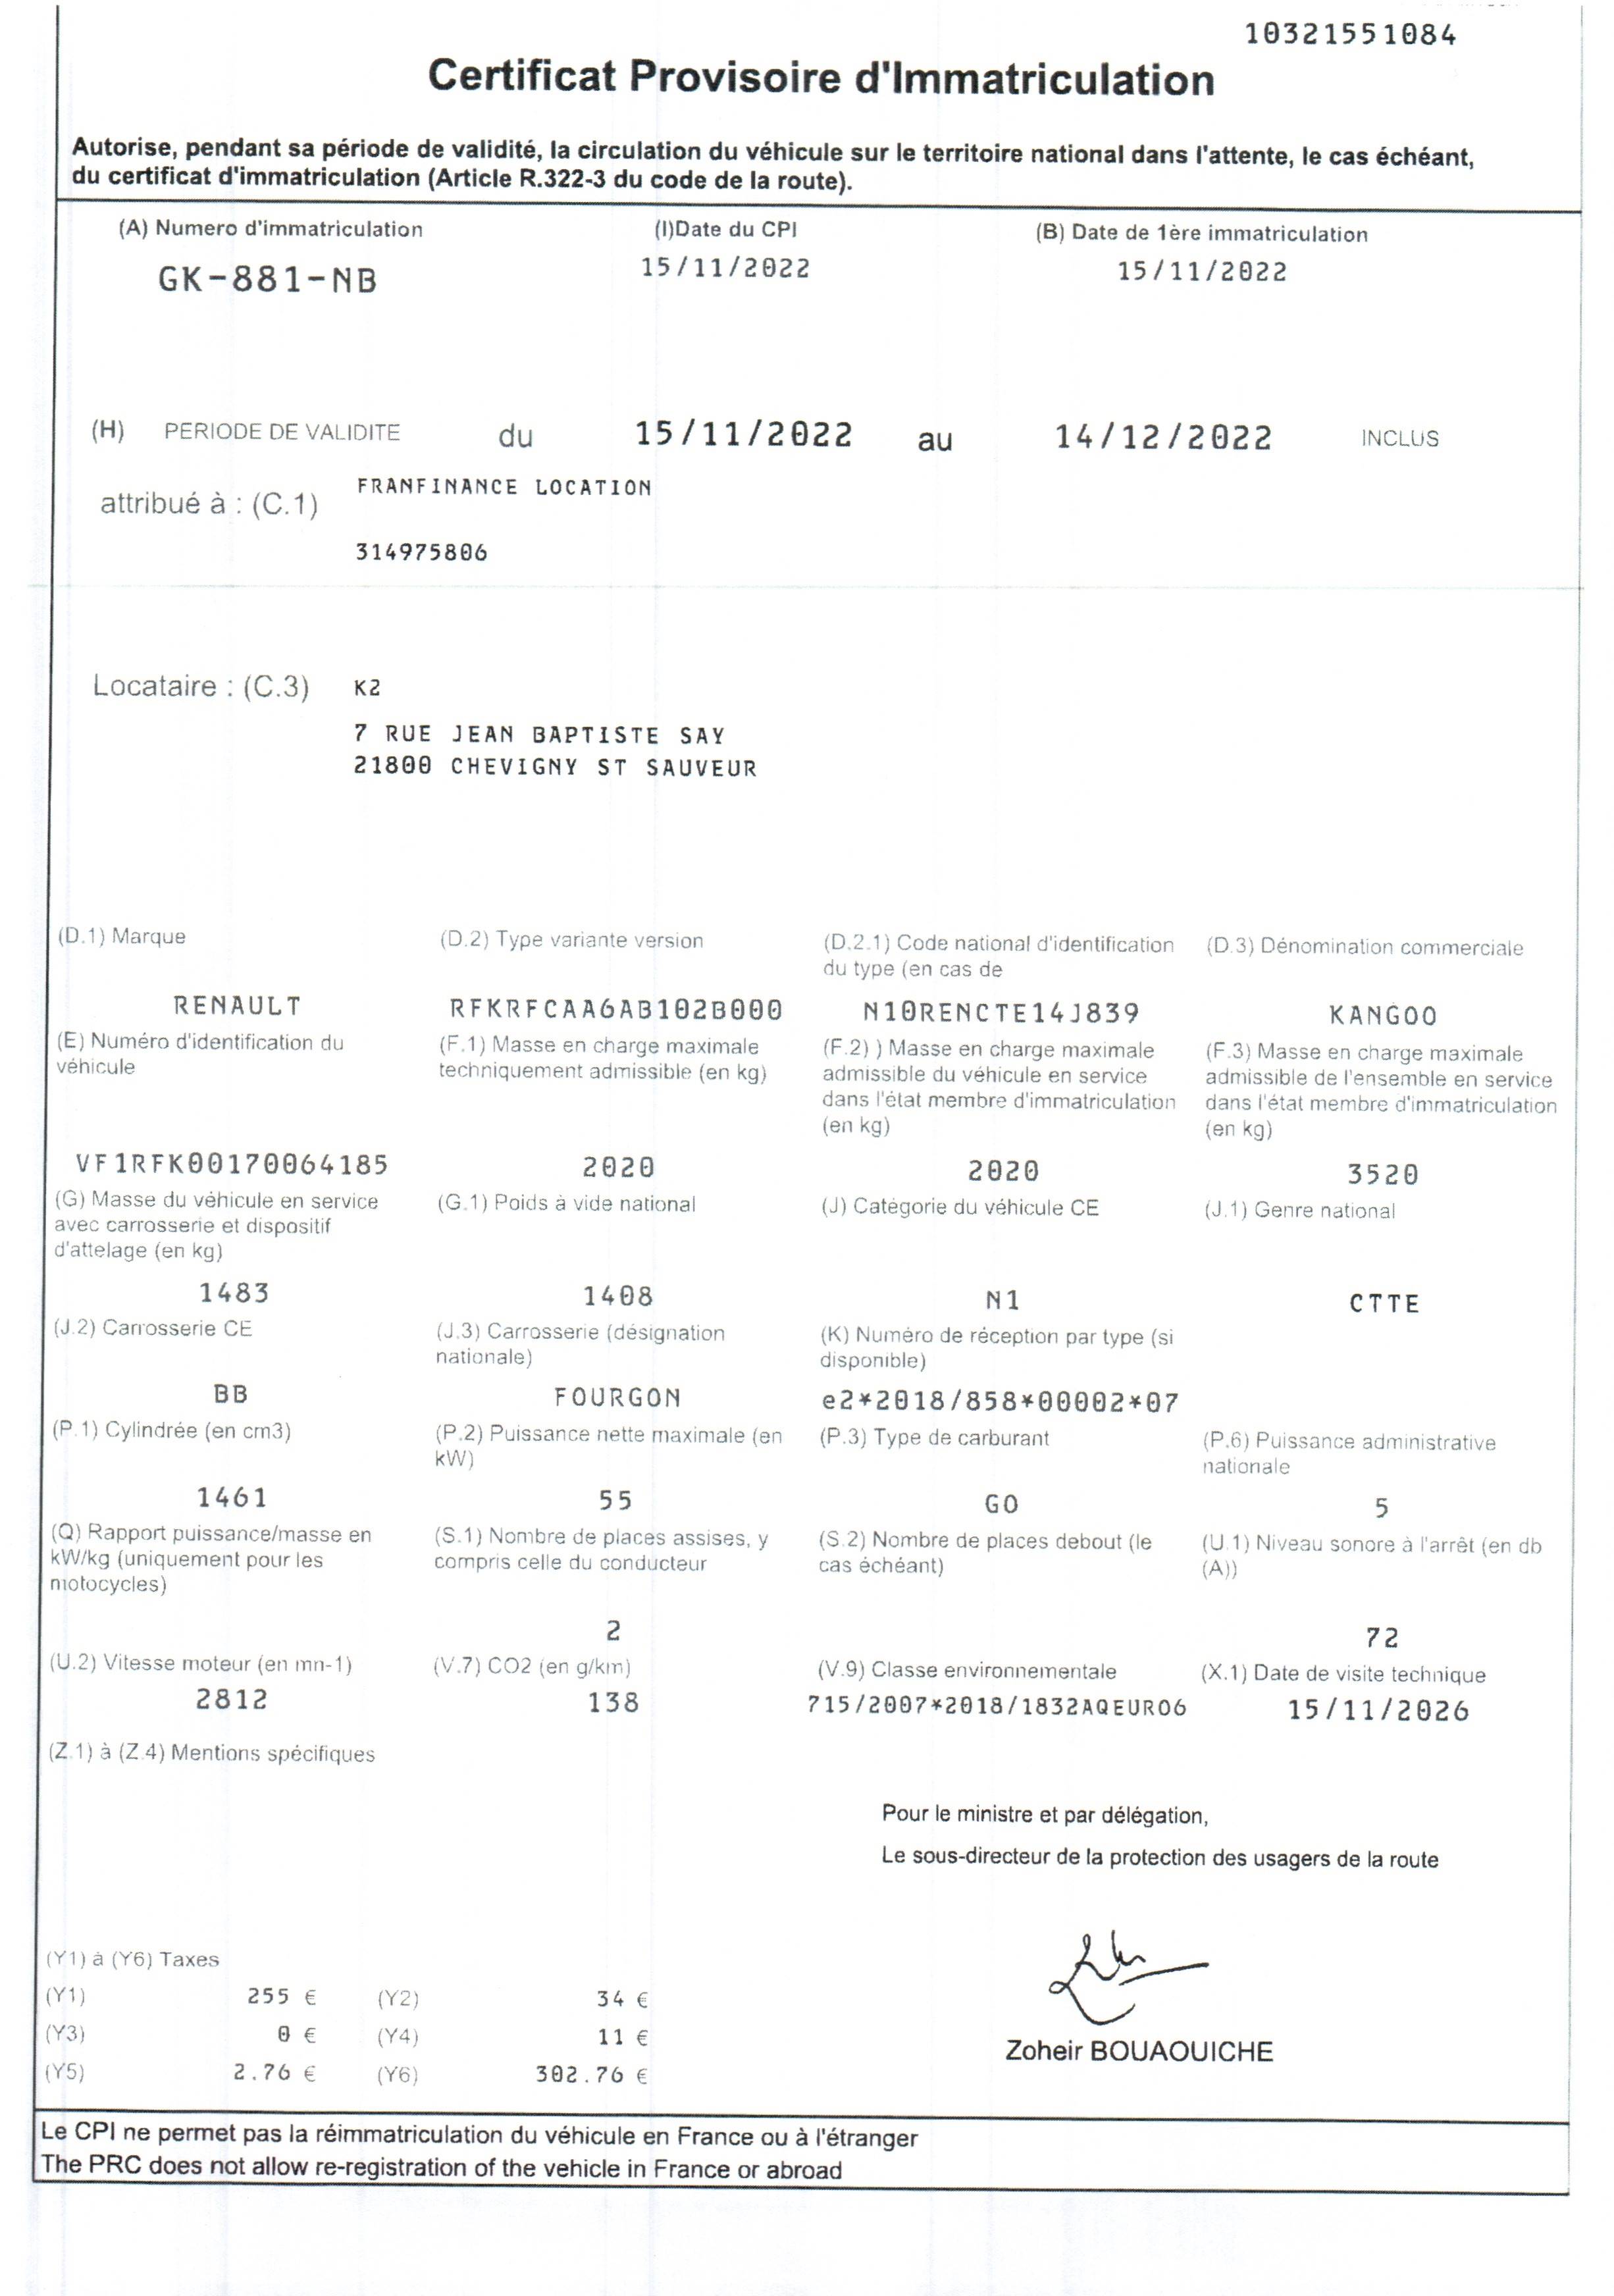 10321551084
Certificat Provisoire d'Immatriculation
Autorise, pendant sa période de validité, la circulation du véhicule sur le territoire national dans l'attente, le cas échéant,
du certificat d'immatriculation (Article R.322-3 du code de la route).
(A) Numero d'immatriculation
(I)Date du CPI
(B) Date de 1ère immatriculation
GK-881-NB
15/11/2022
15/11/2022
(H) PERIODE DE VALIDITE du 15/11/2022 au 14/12/2022 INCLUS
attribué à : (C.1)
FRANFINANCE LOCATION
314975806
Locataire : (C.3) K2
7 RUE JEAN BAPTISTE SAY
21800 CHEVIGNY ST SAUVEUR
(D.1) Marque
RENAULT
(D.2) Type variante version
RFKRFCAA6AB102B000
(D.2.1) Code national d'identification
du type (en cas de
N10RENCTE14J839
(D.3) Dénomination commerciale
KANGOO
(E) Numéro d'identification du
véhicule
VF1RFK00170064185
(F.1) Masse en charge maximale
techniquement admissible (en kg)
2020
(F.2) ) Masse en charge maximale
admissible du véhicule en service
dans l'état membre d'immatriculation
(en kg)
2020
(F.3) Masse en charge maximale
admissible de l'ensemble en service
dans l'état membre d'immatriculation
(en kg)
3520
(G) Masse du véhicule en service
avec carrosserie et dispositif
d'attelage (en kg)
1483
(G.1) Poids à vide national
1408
(J) Catégorie du véhicule CE
N1
(J.1) Genre national
CTTE
(J.2) Carrosserie CE
BB
(J.3) Carrosserie (désignation
nationale)
FOURGON
(K) Numéro de réception par type (si
disponible)
e2*2018/858*00002*07
(P.1) Cylindrée (en cm3)
1461
(P.2) Puissance nette maximale (en
kW)
55
(P.3) Type de carburant
GO
(P.6) Puissance administrative
nationale
5
(Q) Rapport puissance/masse en
kW/kg (uniquement pour les
motocycles)
(S.1) Nombre de places assises, y
compris celle du conducteur
2
(S.2) Nombre de places debout (le
cas échéant)
(U.1) Niveau sonore à l'arrêt (en db
(A))
72
(U.2) Vitesse moteur (en mn-1)
2812
(V.7) CO2 (en g/km)
138
(V.9) Classe environnementale
715/2007*2018/1832AQEURO6
(X.1) Date de visite technique
15/11/2026
(Z.1) à (Z.4) Mentions spécifiques
Pour le ministre et par délégation,
Le sous-directeur de la protection des usagers de la route
Zoheir BOUAOUICHE
(Y1) à (Y6) Taxes
(Y1) 255 € (Y2) 34 €
(Y3) 0 € (Y4) 11 €
(Y5) 2.76 € (Y6) 302.76 €
Le CPI ne permet pas la réimmatriculation du véhicule en France ou à l'étranger
The PRC does not allow re-registration of the vehicle in France or abroad